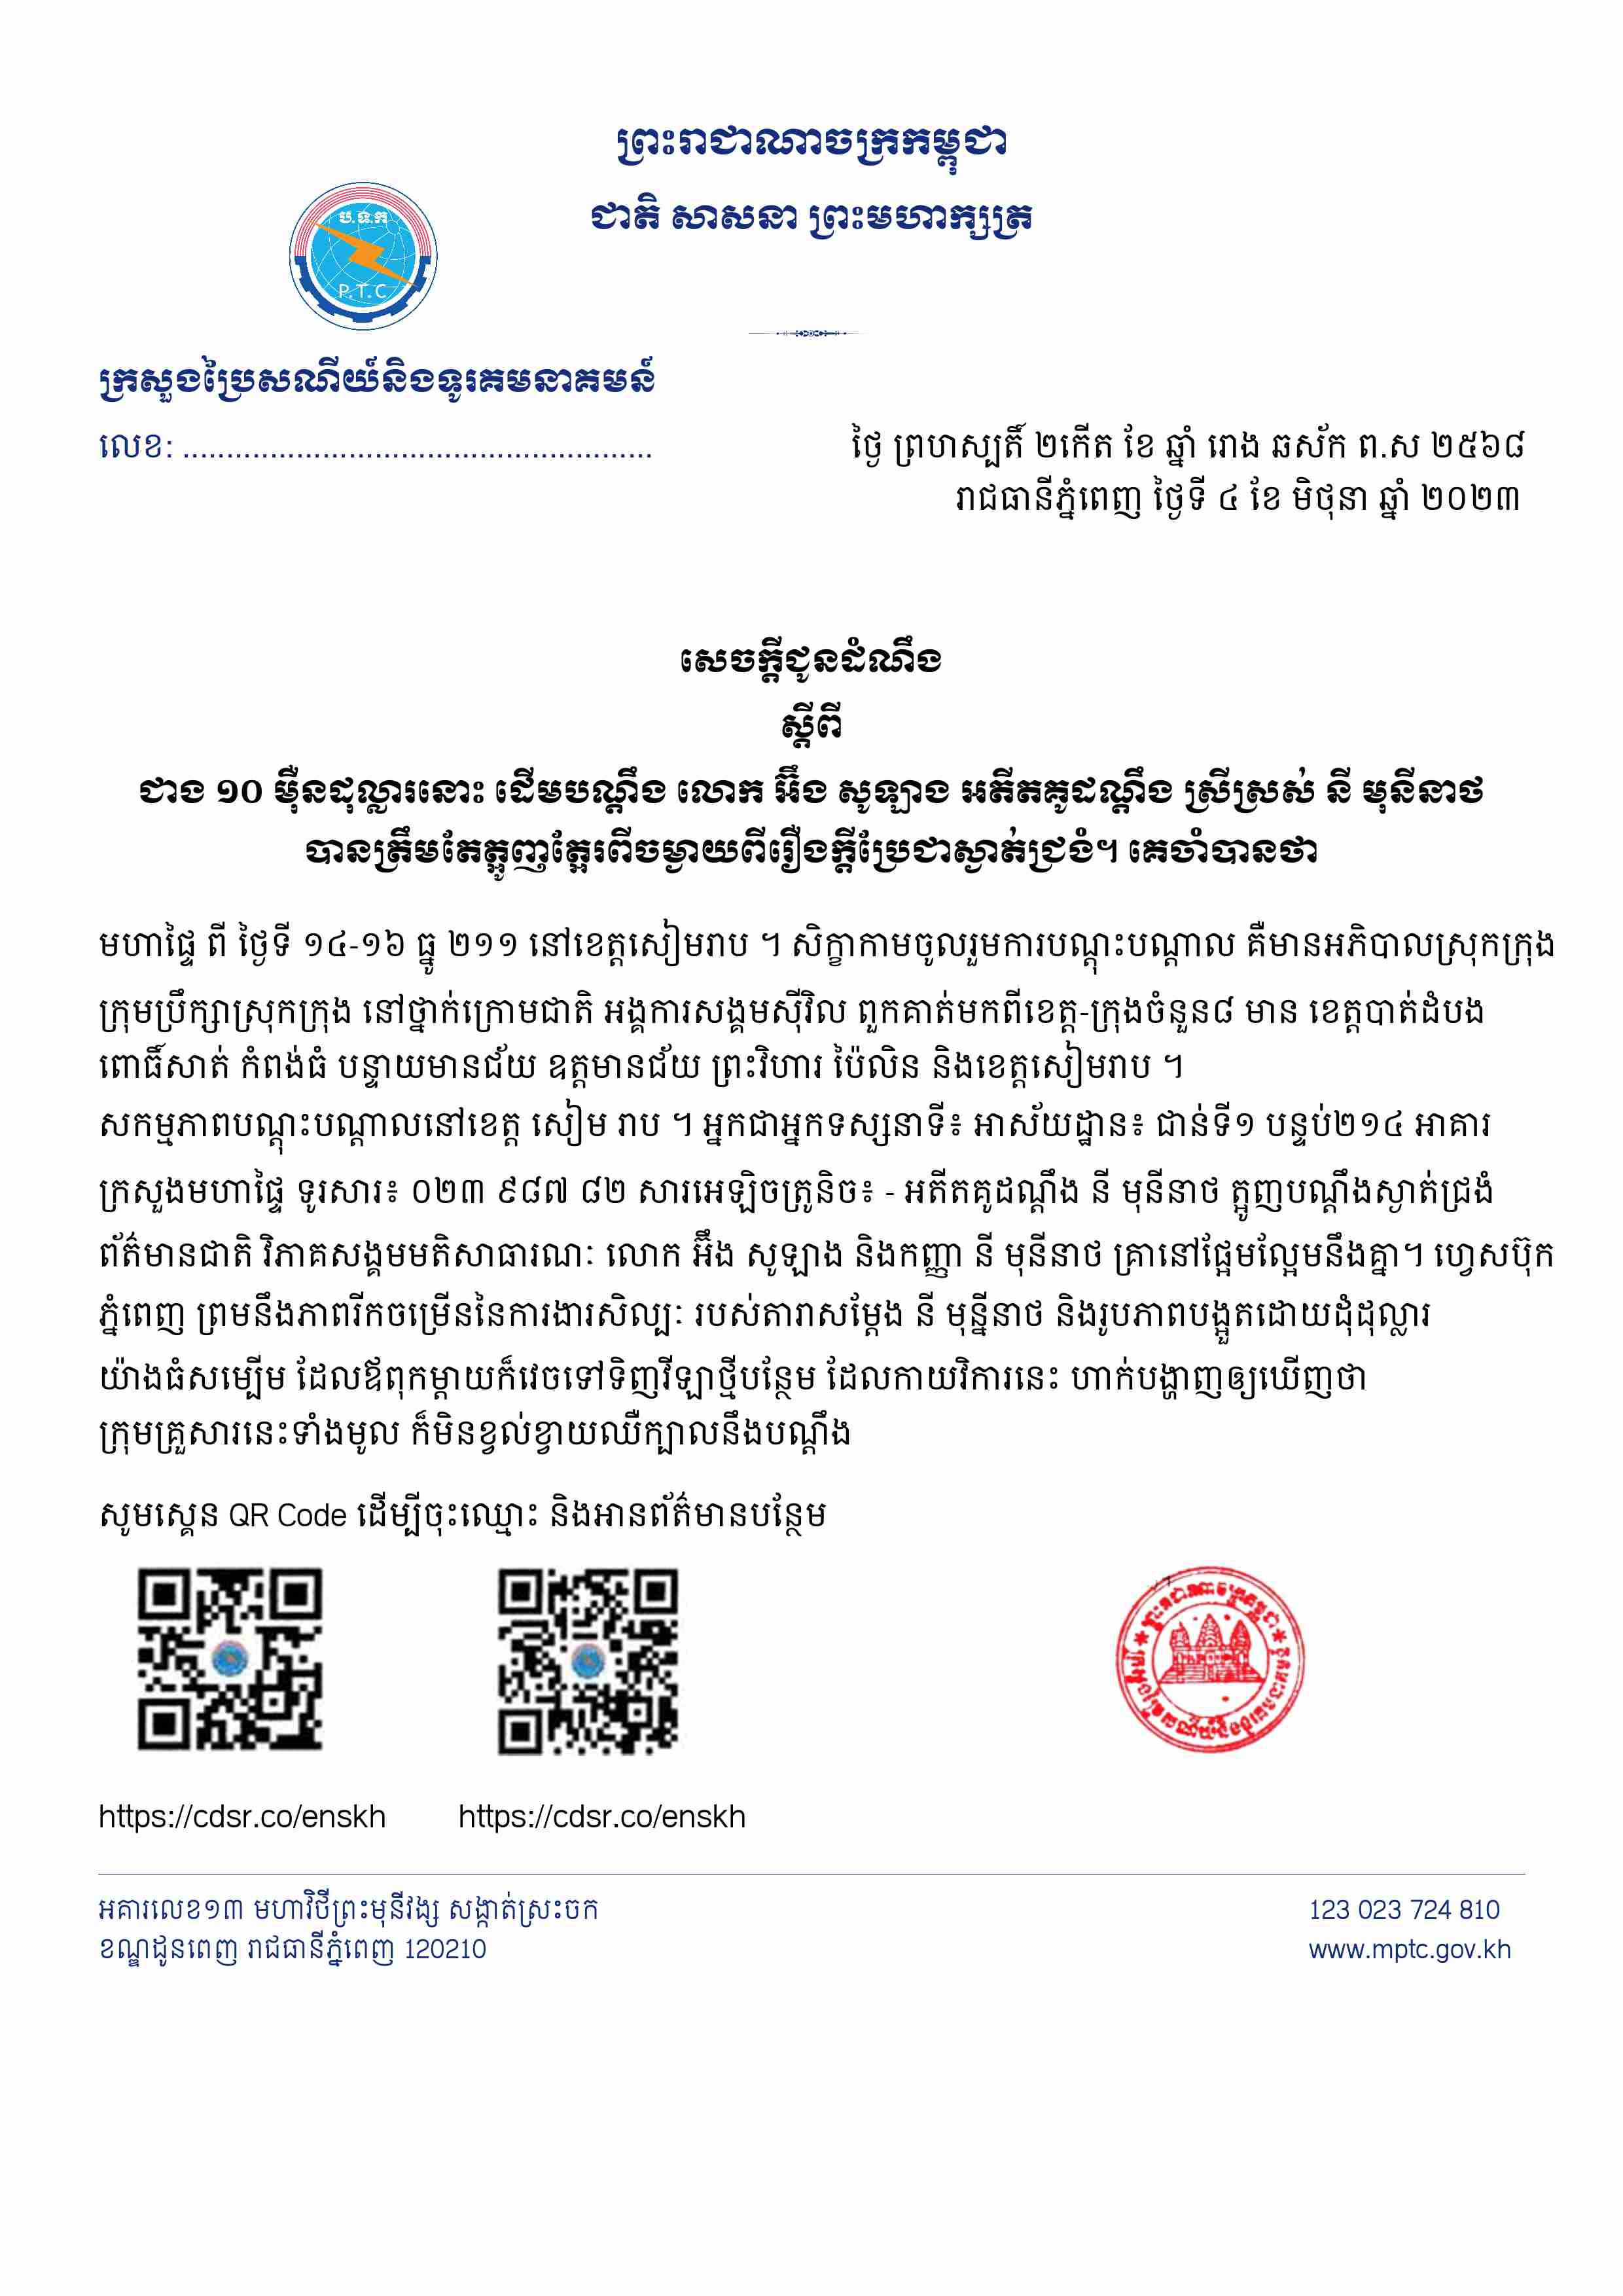 ព្រះរាជាណាចក្រកម្ពុជា
ជាតិ សាសនា ព្រះមហាក្សត្រ
ប.ទ.ក
P.T.C
ក្រសួងប្រៃសណីយ៍និងទូរគមនាគមន៍
លេខ: ......................................................
ថ្ងៃ ព្រហស្បតិ៍ ២កើត ខែ ឆ្នាំ រោង ឆស័ក ព.ស ២៥៦៨
រាជធានីភ្នំពេញ ថ្ងៃទី ៤ ខែ មិថុនា ឆ្នាំ ២០២៣
សេចក្តីជូនដំណឹង
ស្តីពី
ជាង ១០ ម៉ឺនដុល្លារនោះ ដើមបណ្តឹង លោក អ៊ឹង សូឡាង អតីតគូដណ្តឹង ស្រីស្រស់ នី មុនីនាថ
បានត្រឹមតែត្អូញត្អែរពីចម្ងាយពីរឿងក្តីប្រែជាស្ងាត់ជ្រងំ។ គេចាំបានថា
មហាផ្ទៃ ពី ថ្ងៃទី ១៤-១៦ ធ្នូ ២១១ នៅខេត្តសៀមរាប ។ សិក្ខាកាមចូលរួមការបណ្តុះបណ្តាល គឺមានអភិបាលស្រុកក្រុង
ក្រុមប្រឹក្សាស្រុកក្រុង នៅថ្នាក់ក្រោមជាតិ អង្គការសង្គមស៊ីវិល ពួកគាត់មកពីខេត្ត-ក្រុងចំនួន៨ មាន ខេត្តបាត់ដំបង
ពោធិ៍សាត់ កំពង់ធំ បន្ទាយមានជ័យ ឧត្តមានជ័យ ព្រះវិហារ ប៉ៃលិន និងខេត្តសៀមរាប ។
សកម្មភាពបណ្តុះបណ្តាលនៅខេត្ត សៀម រាប ។ អ្នកជាអ្នកទស្សនាទី៖ អាស័យដ្ឋាន៖ ជាន់ទី១ បន្ទប់២១៤ អាគារ
ក្រសួងមហាផ្ទៃ ទូរសារ៖ ០២៣ ៩៨៧ ៨២ សារអេឡិចត្រូនិច៖ - អតីតគូដណ្តឹង នី មុនីនាថ ត្អូញបណ្តឹងស្ងាត់ជ្រងំ
ព័ត៌មានជាតិ វិភាគសង្គមមតិសាធារណៈ លោក អ៊ឹង សូឡាង និងកញ្ញា នី មុនីនាថ គ្រានៅផ្អែមល្ហែមនឹងគ្នា។ ហ្វេសប៊ុក
ភ្នំពេញ ព្រមនឹងភាពរីកចម្រើននៃការងារសិល្បៈ របស់តារាសម្តែង នី មុន្នីនាថ និងរូបភាពបង្អួតដោយដុំដុល្លារ
យ៉ាងធំសម្បើម ដែលឪពុកម្តាយក៏វេចទៅទិញវីឡាថ្មីបន្ថែម ដែលកាយវិការនេះ ហាក់បង្ហាញឲ្យឃើញថា
ក្រុមគ្រួសារនេះទាំងមូល ក៏មិនខ្វល់ខ្វាយឈឺក្បាលនឹងបណ្តឹង
សូមស្គេន QR Code ដើម្បីចុះឈ្មោះ និងអានព័ត៌មានបន្ថែម
https://cdsr.co/enskh https://cdsr.co/enskh
អគារលេខ១៣ មហាវិថីព្រះមុនីវង្ស សង្កាត់ស្រះចក
ខណ្ឌដូនពេញ រាជធានីភ្នំពេញ 120210
123 023 724 810
www.mptc.gov.kh